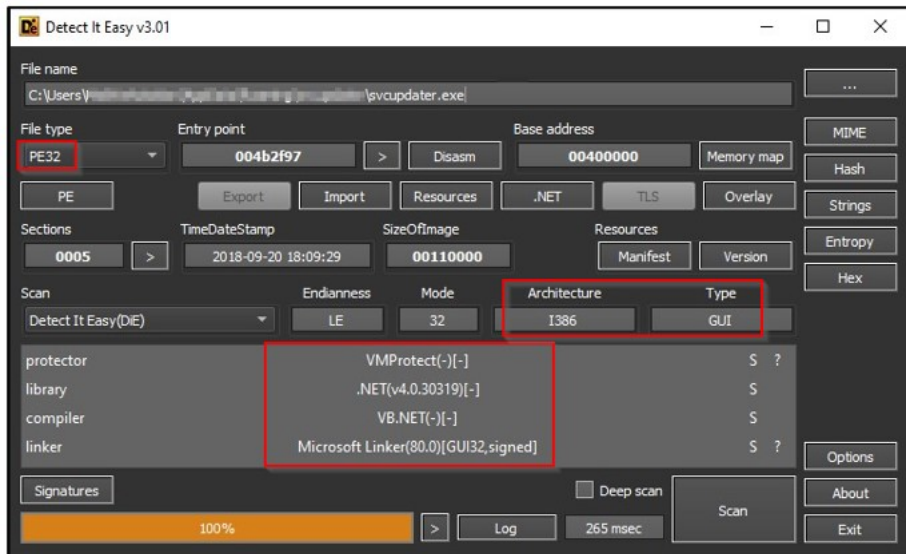 Detect It Easy v3.01
File name
C:\Users\ \svcupdater.exe
...
File type Entry point Base address
PE32 004b2f97 > Disasm 00400000 Memory map MIME
Hash
PE Export Import Resources .NET TLS Overlay Strings
Sections TimeDateStamp SizeOfImage Resources
0005 > 2018-09-20 18:09:29 00110000 Manifest Version Entropy
Hex
Scan Endianness Mode Architecture Type
Detect It Easy(DiE) LE 32 I386 GUI
protector VMProtect(-)[-] S ?
library .NET(v4.0.30319)[-] S
compiler VB.NET(-)[-] S
linker Microsoft Linker(80.0)[GUI32,signed] S ?
Options
Signatures Deep scan Scan About
100% > Log 265 msec Exit